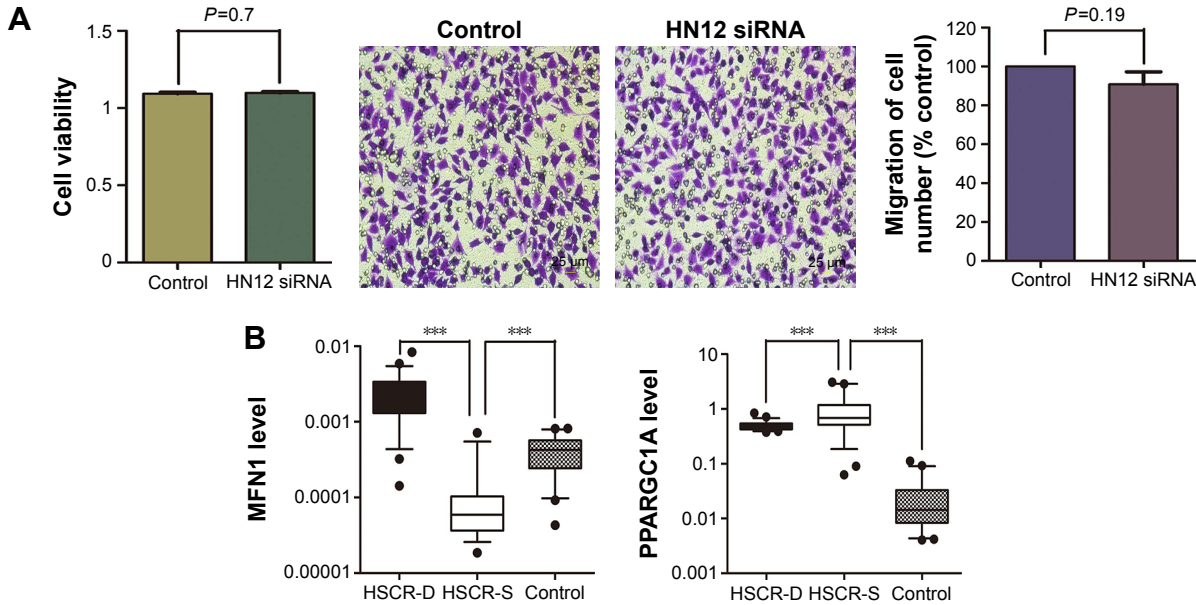 A
P=0.7
Cell viability
1.5
1
0.5
0
Control
HN12 siRNA
Control
25 μm
HN12 siRNA
25 μm
P=0.19
Migration of cell
number (% control)
120
100
80
60
40
20
0
Control
HN12 siRNA
B
***
***
MFN1 level
0.01
0.001
0.0001
0.00001
HSCR-D
HSCR-S
Control
***
***
PPARGC1A level
10
1
0.1
0.01
0.001
HSCR-D
HSCR-S
Control